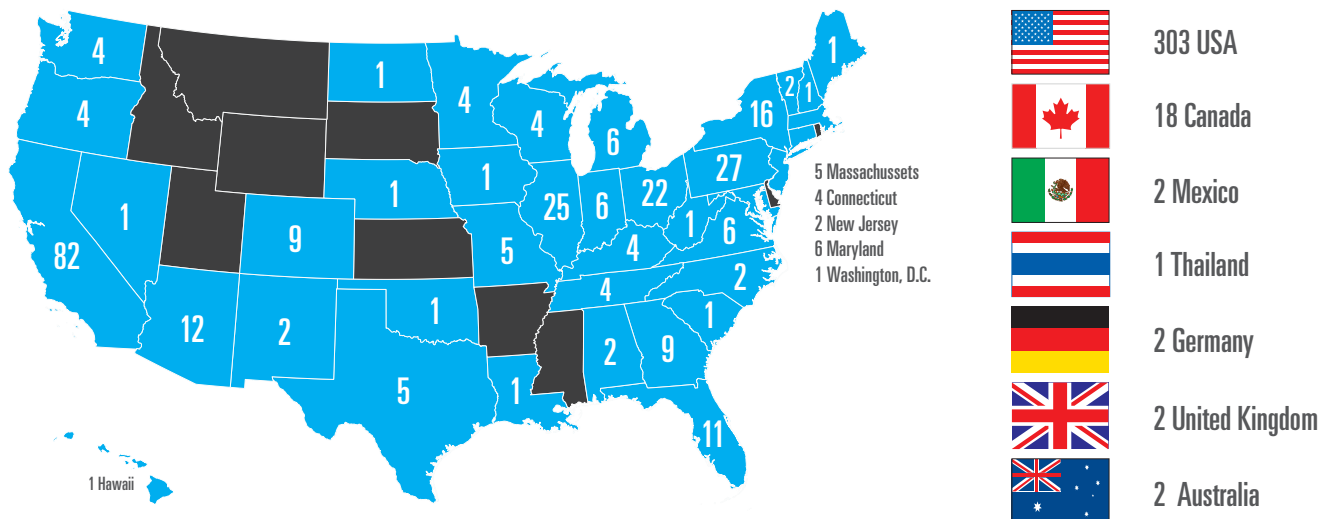 4
1
4
1
2
1
4
4
16
6
27
1
1
25
6
22
1
6
82
1
9
5
4
12
2
1
4
2
1
5
1
2
9
11
1 Hawaii
5 Massachussets
4 Connecticut
2 New Jersey
6 Maryland
1 Washington, D.C.
303 USA
18 Canada
2 Mexico
1 Thailand
2 Germany
2 United Kingdom
2 Australia